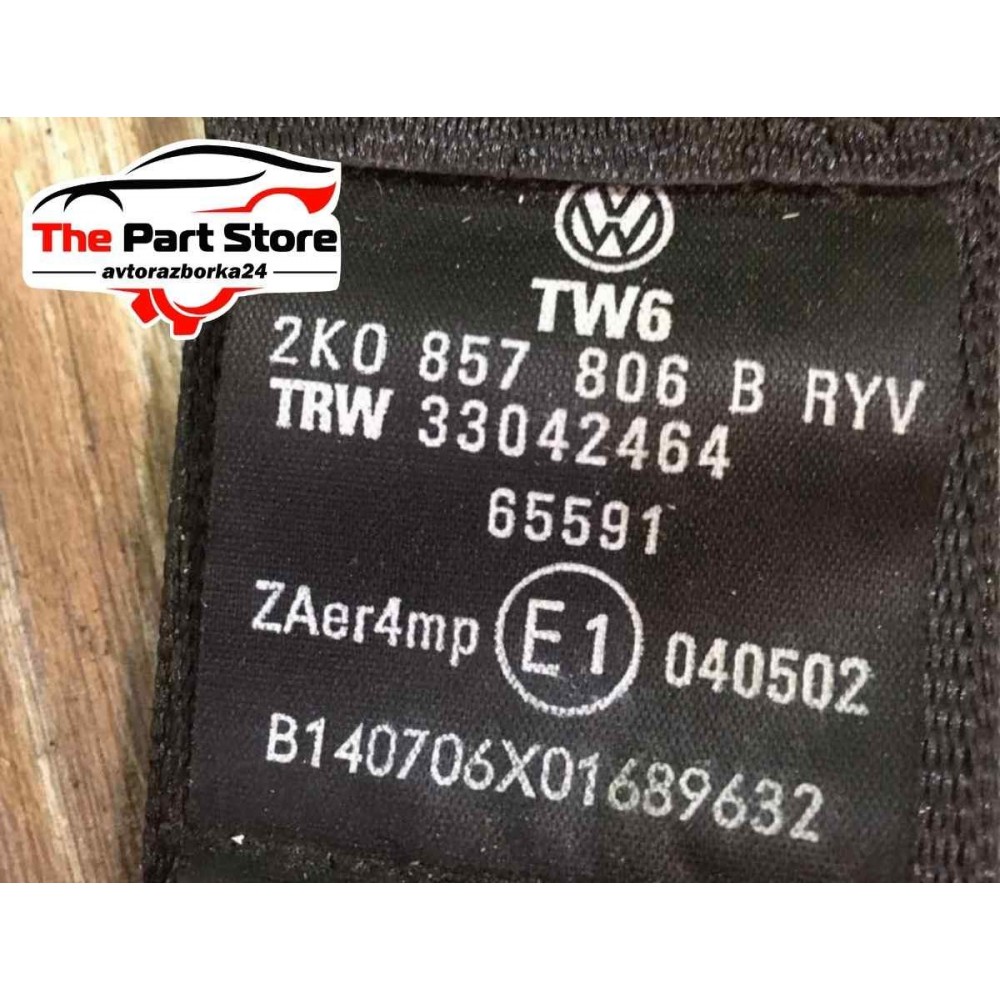 The Part Store
avtorazborka24
TW6
2K0 857 806 B RYV
TRW 33042464
65591
ZAer4mp E1 040502
B140706X01689632